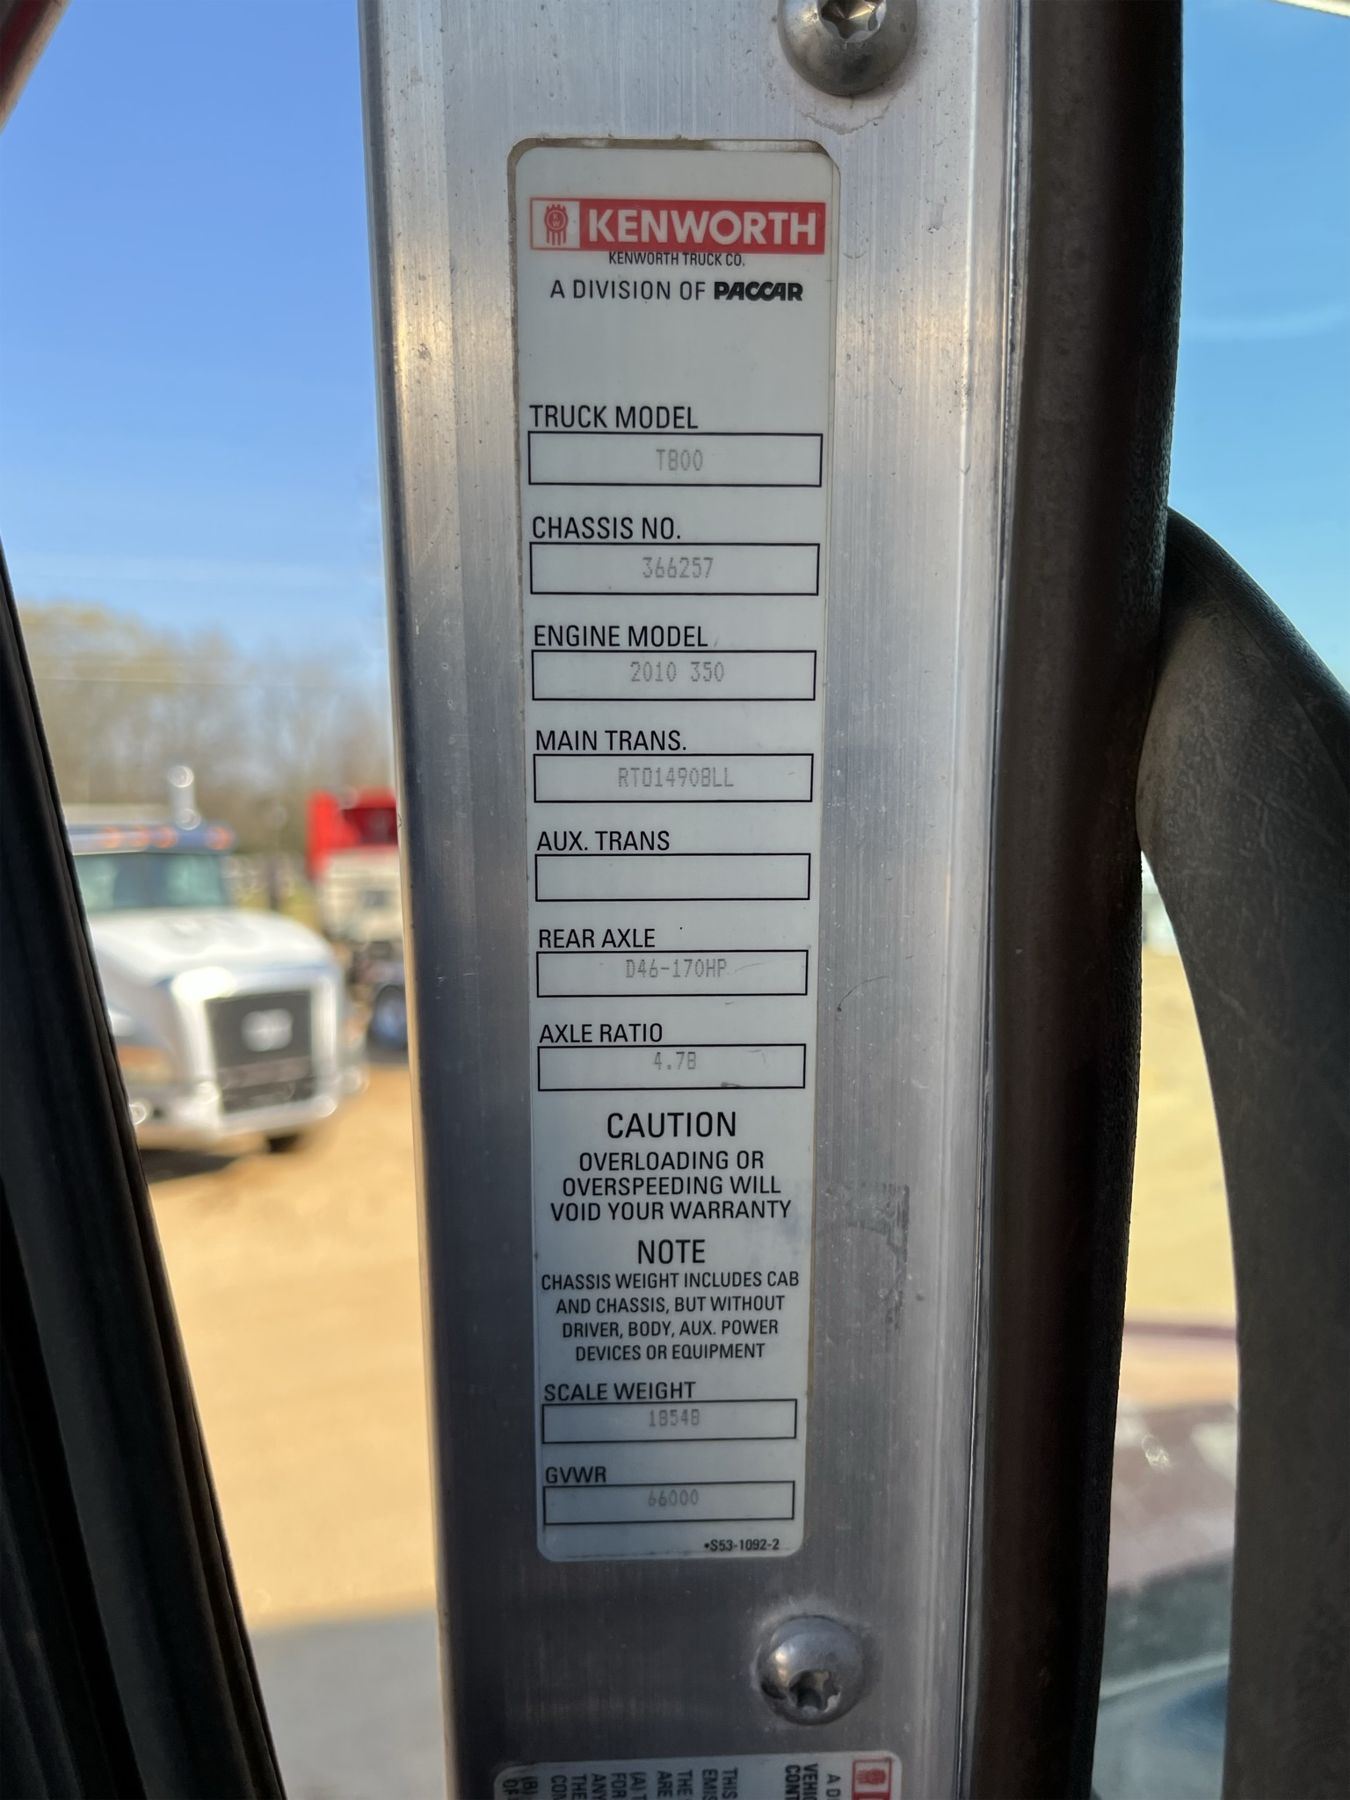 KENWORTH
KENWORTH TRUCK CO.
A DIVISION OF PACCAR
TRUCK MODEL
T800
CHASSIS NO.
366257
ENGINE MODEL
2010 350
MAIN TRANS.
RTO14908LL
AUX. TRANS
REAR AXLE
D46-170HP
AXLE RATIO
4.78
CAUTION
OVERLOADING OR
OVERSPEEDING WILL
VOID YOUR WARRANTY
NOTE
CHASSIS WEIGHT INCLUDES CAB
AND CHASSIS, BUT WITHOUT
DRIVER, BODY, AUX. POWER
DEVICES OR EQUIPMENT
SCALE WEIGHT
18548
GVWR
66000
•S53-1092-2